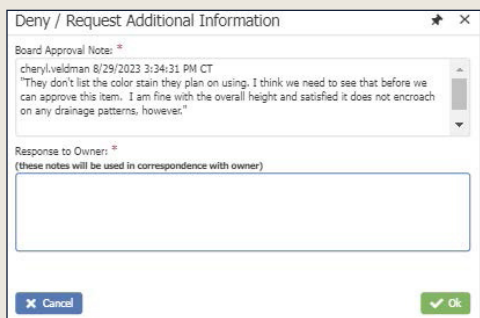 Deny / Request Additional Information
Board Approval Note: *
cheryl.veldman 8/29/2023 3:34:31 PM CT
"They don't list the color stain they plan on using. I think we need to see that before we
can approve this item.  I am fine with the overall height and satisfied it does not encroach
on any drainage patterns, however."
Response to Owner: *
(these notes will be used in correspondence with owner)
Cancel
Ok